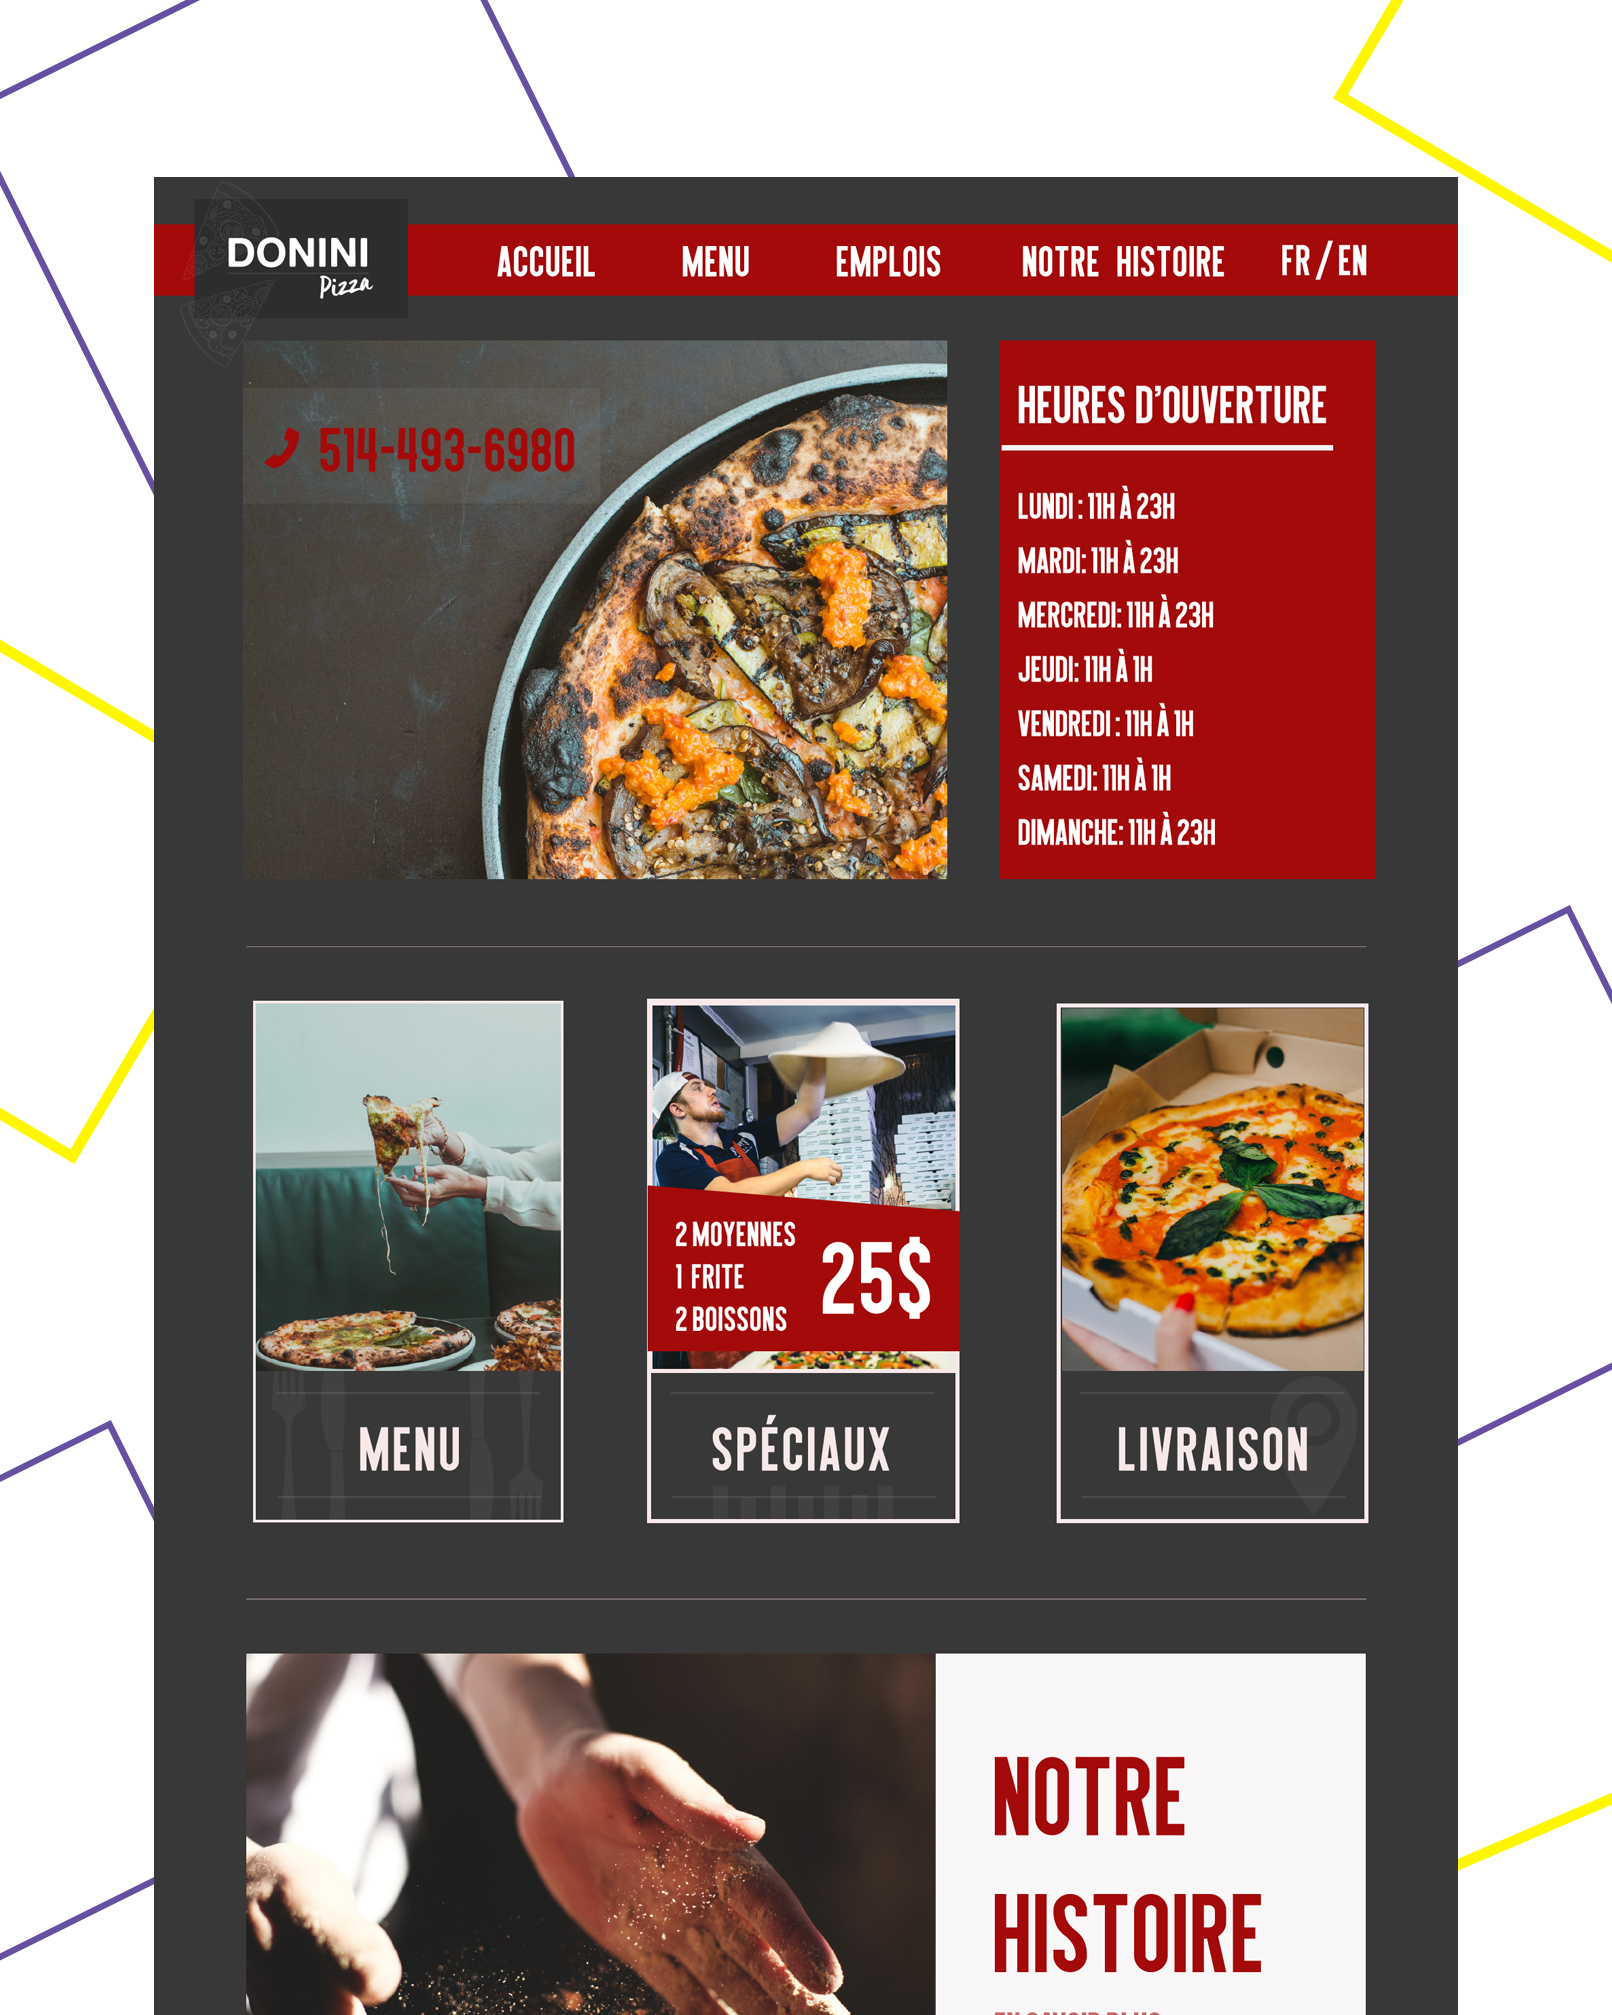 DONINI
Pizza
ACCUEIL
MENU
EMPLOIS
NOTRE HISTOIRE
FR / EN
514-493-6980
HEURES D'OUVERTURE
LUNDI : 11H À 23H
MARDI: 11H À 23H
MERCREDI: 11H À 23H
JEUDI: 11H À 1H
VENDREDI : 11H À 1H
SAMEDI: 11H À 1H
DIMANCHE: 11H À 23H
2 MOYENNES
1 FRITE
2 BOISSONS
25$
MENU
SPÉCIAUX
LIVRAISON
NOTRE
HISTOIRE